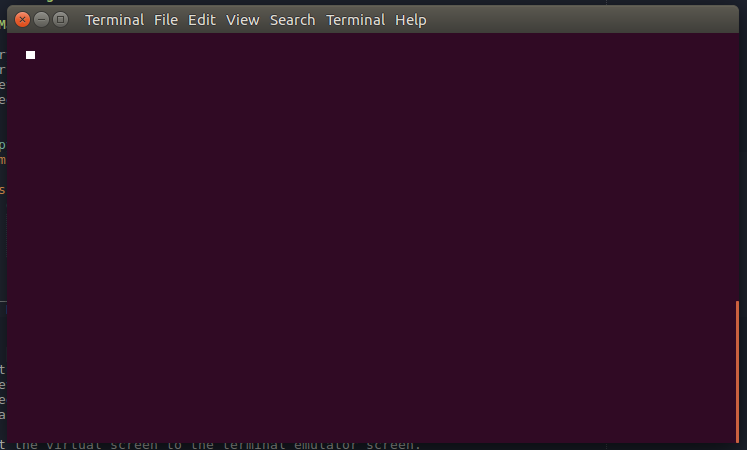 Terminal File Edit View Search Terminal Help
t the virtual screen to the terminal emulator screen.